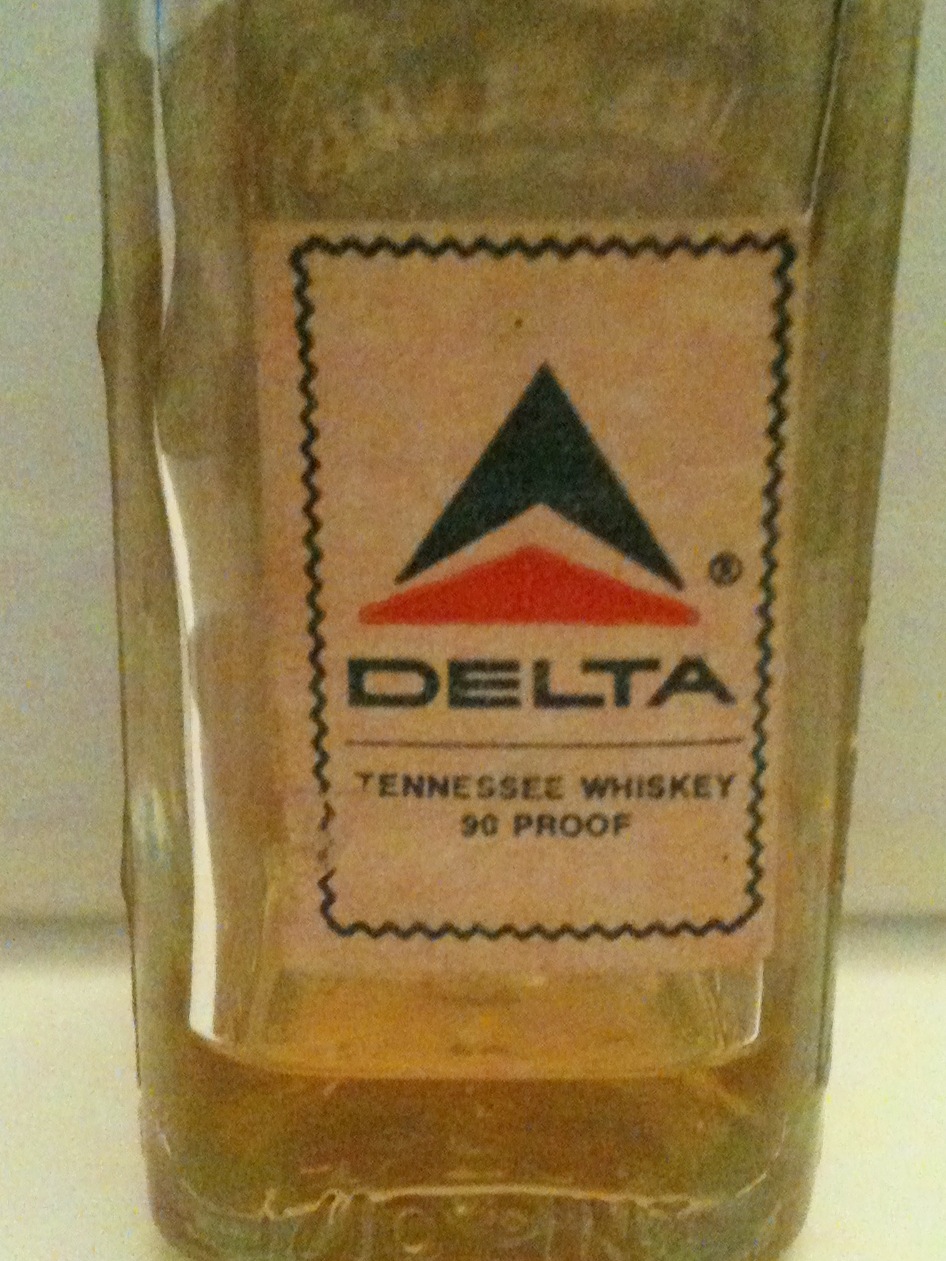 ®
DELTA
TENNESSEE WHISKEY
90 PROOF